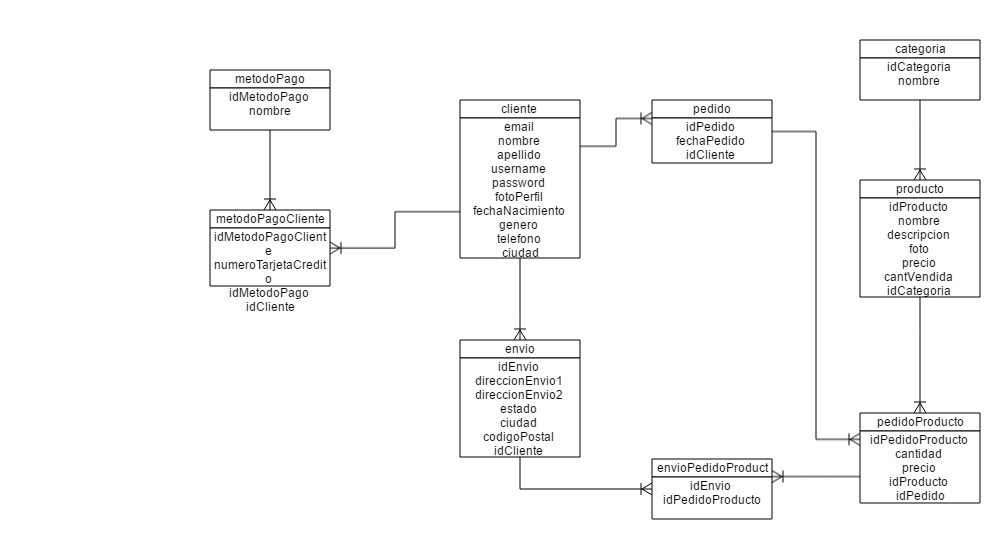 metodoPago
idMetodoPago
nombre
metodoPagoCliente
idMetodoPagoClient
e
numeroTarjetaCredit
o
idMetodoPago
idCliente
cliente
email
nombre
apellido
username
password
fotoPerfil
fechaNacimiento
genero
telefono
ciudad
envio
idEnvio
direccionEnvio1
direccionEnvio2
estado
ciudad
codigoPostal
idCliente
pedido
idPedido
fechaPedido
idCliente
envioPedidoProduct
idEnvio
idPedidoProducto
categoria
idCategoria
nombre
producto
idProducto
nombre
descripcion
foto
precio
cantVendida
idCategoria
pedidoProducto
idPedidoProducto
cantidad
precio
idProducto
idPedido